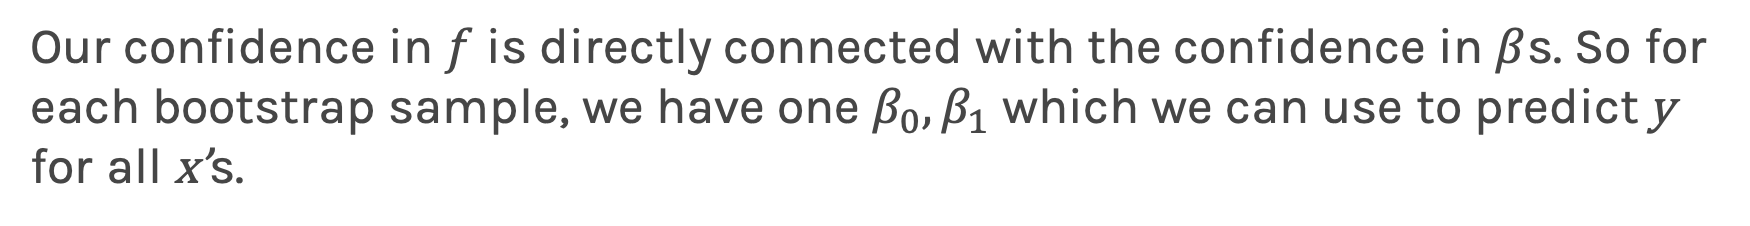 Our confidence in f is directly connected with the confidence in βs. So for
each bootstrap sample, we have one β₀, β₁ which we can use to predict y
for all x’s.